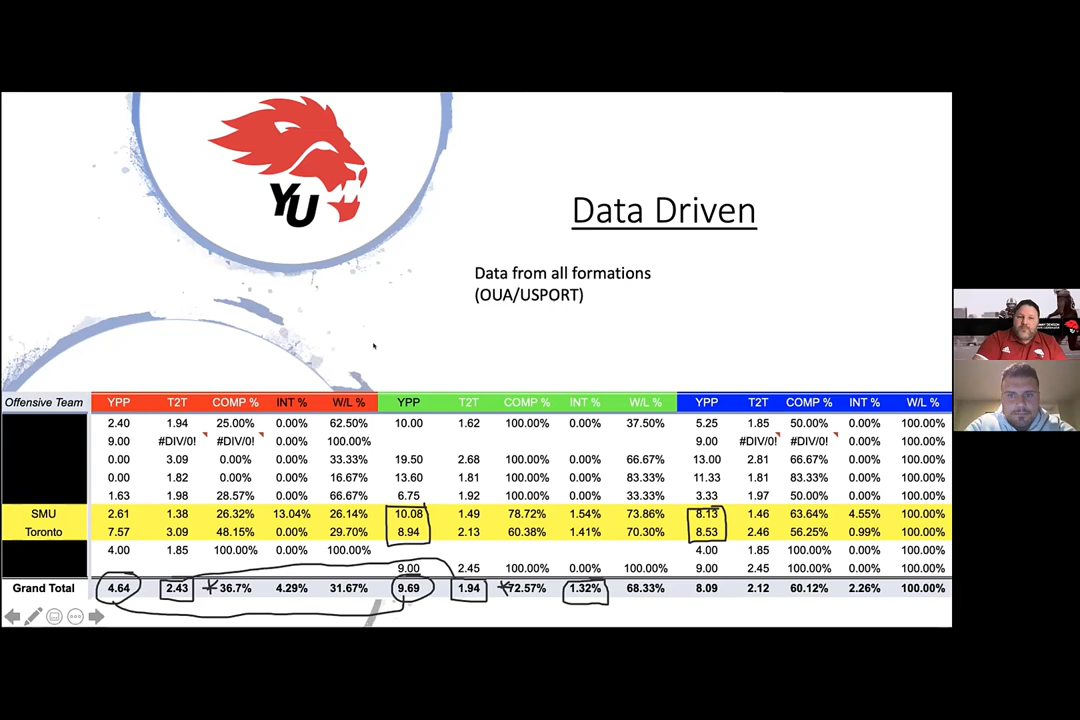 YU
Data Driven
Data from all formations
(OUA/USPORT)
Offensive Team YPP T2T COMP % INT % W/L % YPP T2T COMP % INT % W/L % YPP T2T COMP % INT % W/L %
2.40 1.94 25.00% 0.00% 62.50% 10.00 1.62 100.00% 0.00% 37.50% 5.25 1.85 50.00% 0.00% 100.00%
9.00 #DIV/0! #DIV/0! 0.00% 100.00% 9.00 #DIV/0! #DIV/0! 0.00% 100.00%
0.00 3.09 0.00% 0.00% 33.33% 19.50 2.68 100.00% 0.00% 66.67% 13.00 2.81 66.67% 0.00% 100.00%
0.00 1.82 0.00% 0.00% 16.67% 13.60 1.81 100.00% 0.00% 83.33% 11.33 1.81 83.33% 0.00% 100.00%
1.63 1.98 28.57% 0.00% 66.67% 6.75 1.92 100.00% 0.00% 33.33% 3.33 1.97 50.00% 0.00% 100.00%
SMU 2.61 1.38 26.32% 13.04% 26.14% 10.08 1.49 78.72% 1.54% 73.86% 8.13 1.46 63.64% 4.55% 100.00%
Toronto 7.57 3.09 48.15% 0.00% 29.70% 8.94 2.13 60.38% 1.41% 70.30% 8.53 2.46 56.25% 0.99% 100.00%
4.00 1.85 100.00% 0.00% 100.00% 4.00 1.85 100.00% 0.00% 100.00%
9.00 2.45 100.00% 0.00% 100.00% 9.00 2.45 100.00% 0.00% 100.00%
Grand Total 4.64 2.43 36.7% 4.29% 31.67% 9.69 1.94 72.57% 1.32% 68.33% 8.09 2.12 60.12% 2.26% 100.00%